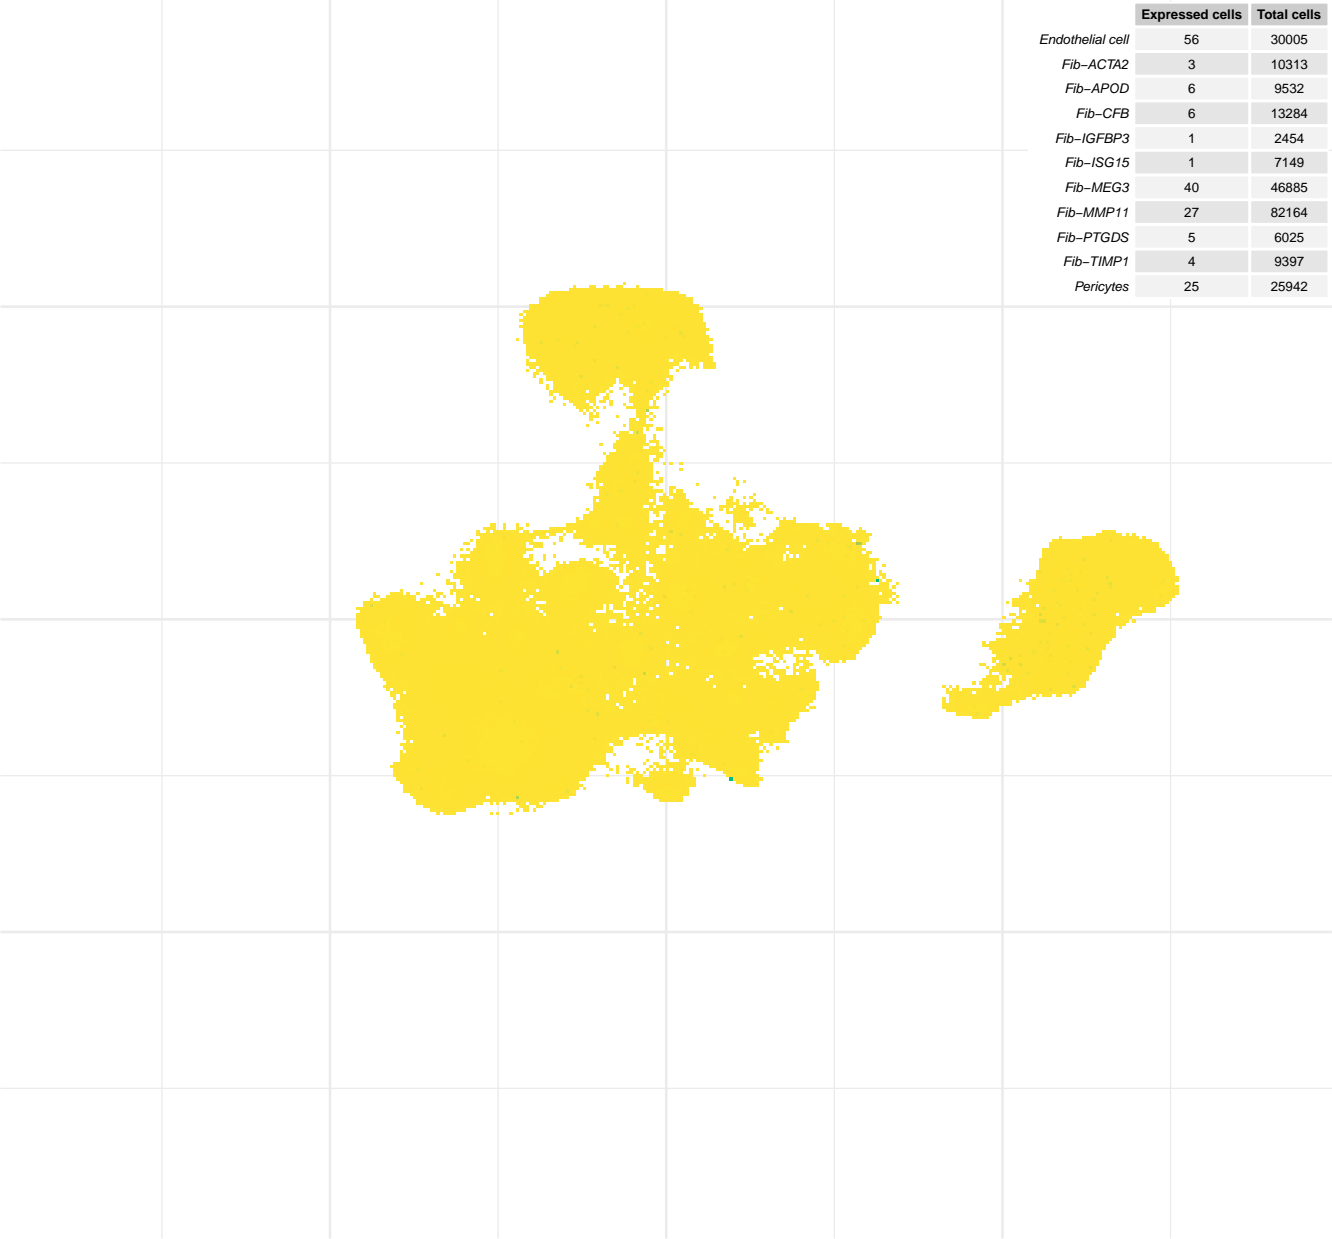 Expressed cells Total cells
Endothelial cell 56 30005
Fib−ACTA2 3 10313
Fib−APOD 6 9532
Fib−CFB 6 13284
Fib−IGFBP3 1 2454
Fib−ISG15 1 7149
Fib−MEG3 40 46885
Fib−MMP11 27 82164
Fib−PTGDS 5 6025
Fib−TIMP1 4 9397
Pericytes 25 25942